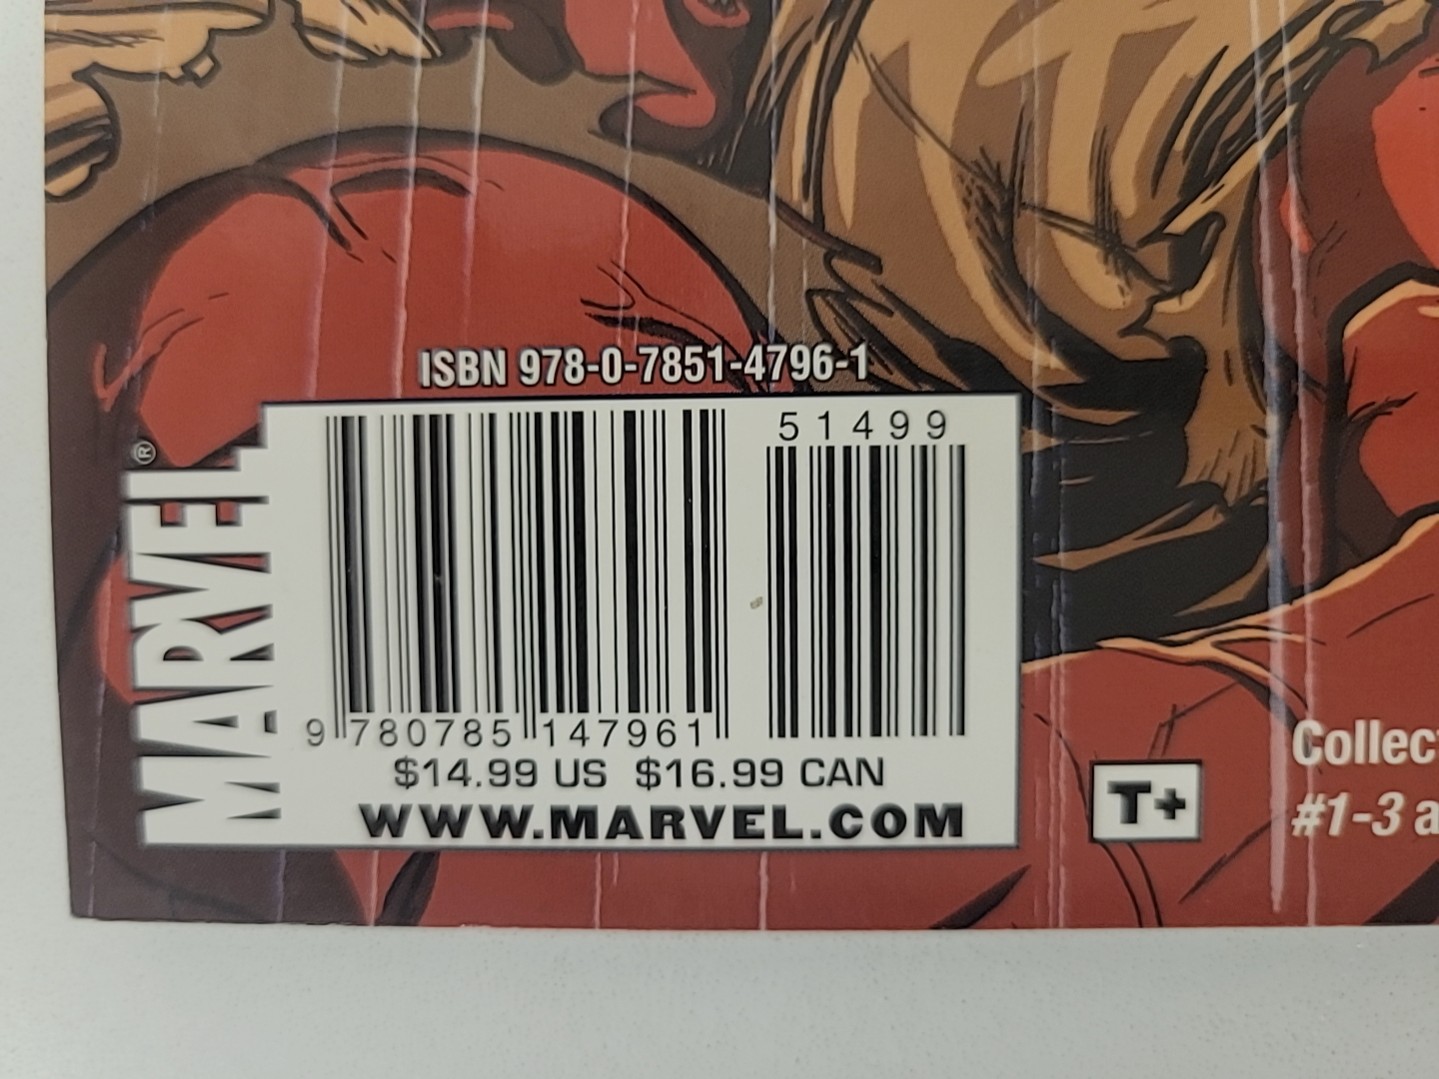 ISBN 978-0-7851-4796-1
51499
MARVEL®
9 780785 147961
$14.99 US $16.99 CAN
WWW.MARVEL.COM
T+
#1-3